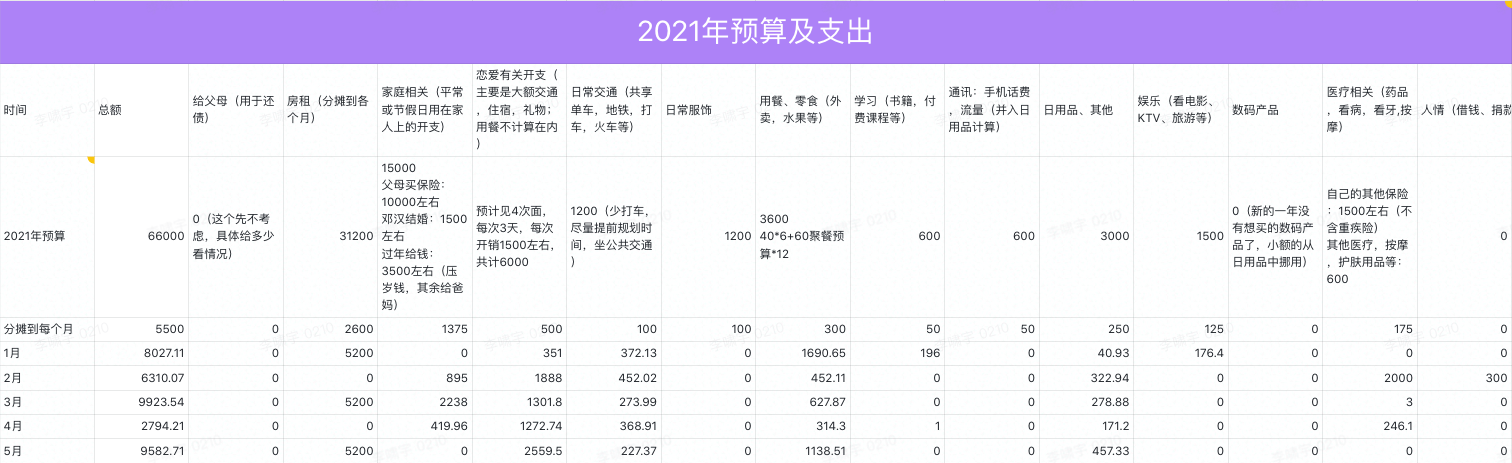 2021年预算及支出
时间 总额 给父母（用于还债） 房租（分摊到各个月） 家庭相关（平常或节假日用在家人上的开支） 恋爱有关开支（主要是大额交通，住宿，礼物；用餐不计算在内） 日常交通（共享单车，地铁，打车，火车等） 日常服饰 用餐、零食（外卖，水果等） 学习（书籍，付费课程等） 通讯：手机话费，流量（并入日用品计算） 日用品、其他 娱乐（看电影、KTV、旅游等） 数码产品 医疗相关（药品，看病，看牙,按摩） 人情（借钱、捐款
2021年预算 66000 0（这个先不考虑，具体给多少看情况） 31200 15000 父母买保险：10000左右 邓汉结婚：1500左右 过年给钱：3500左右（压岁钱，其余给爸妈） 预计见4次面，每次3天，每次开销1500左右，共计6000 1200（少打车，尽量提前规划时间，坐公共交通） 1200 3600 40*6+60聚餐预算*12 600 600 3000 1500 0（新的一年没有想买的数码产品了，小额的从日用品中挪用） 自己的其他保险：1500左右（不含重疾险） 其他医疗，按摩，护肤用品等：600 0
分摊到每个月 5500 0 2600 1375 500 100 100 300 50 50 250 125 0 175 0
1月 8027.11 0 5200 0 351 372.13 0 1690.65 196 0 40.93 176.4 0 0 0
2月 6310.07 0 0 895 1888 452.02 0 452.11 0 0 322.94 0 0 2000 300
3月 9923.54 0 5200 2238 1301.8 273.99 0 627.87 0 0 278.88 0 0 3 0
4月 2794.21 0 0 419.96 1272.74 368.91 0 314.3 1 0 171.2 0 0 246.1 0
5月 9582.71 0 5200 0 2559.5 227.37 0 1138.51 0 0 457.33 0 0 0 0